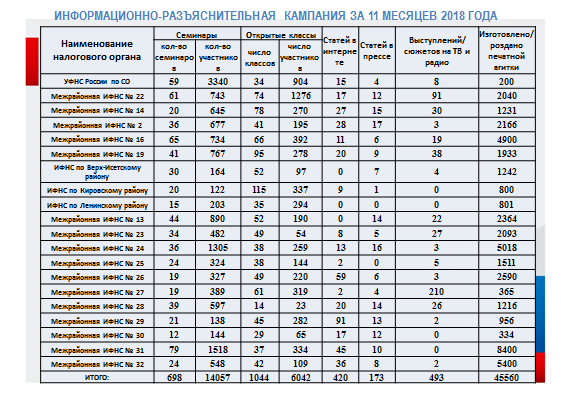 ИНФОРМАЦИОННО-РАЗЪЯСНИТЕЛЬНАЯ КАМПАНИЯ ЗА 11 МЕСЯЦЕВ 2018 ГОДА
Наименование налогового органа | Семинары | Открытые классы | Статей в интерне те | Статей в прессе | Выступлений/ сюжетов на ТВ и радио | Изготовлено/ роздано печатной агитки
кол-во семинаро в | кол-во участнико в | число классов | число участнико в
УФНС России по СО 59 3340 34 904 15 4 8 200
Межрайонная ИФНС № 22 61 743 74 1276 17 12 91 2040
Межрайонная ИФНС № 14 20 645 78 270 27 15 30 1231
Межрайонная ИФНС № 2 36 677 41 195 28 17 3 2166
Межрайонная ИФНС № 16 65 734 66 392 11 6 19 4900
Межрайонная ИФНС № 19 41 767 95 278 20 9 38 1933
ИФНС по Верх-Исетскому району 30 164 52 97 0 7 4 1242
ИФНС по Кировскому району 20 122 115 337 9 1 0 800
ИФНС по Ленинскому району 15 203 35 294 0 0 0 801
Межрайонная ИФНС № 13 44 890 52 190 0 14 22 2364
Межрайонная ИФНС № 23 34 482 49 54 8 5 27 2093
Межрайонная ИФНС № 24 36 1305 38 259 13 16 3 5018
Межрайонная ИФНС № 25 24 324 38 144 2 0 5 1511
Межрайонная ИФНС № 26 19 327 49 220 59 6 3 2590
Межрайонная ИФНС № 27 19 389 61 319 2 4 210 365
Межрайонная ИФНС № 28 39 597 14 23 20 14 26 1216
Межрайонная ИФНС № 29 21 138 45 282 91 13 2 956
Межрайонная ИФНС № 30 12 144 29 65 17 12 0 334
Межрайонная ИФНС № 31 79 1518 37 334 45 10 0 8400
Межрайонная ИФНС № 32 24 548 42 109 36 8 2 5400
ИТОГО: 698 14057 1044 6042 420 173 493 45560